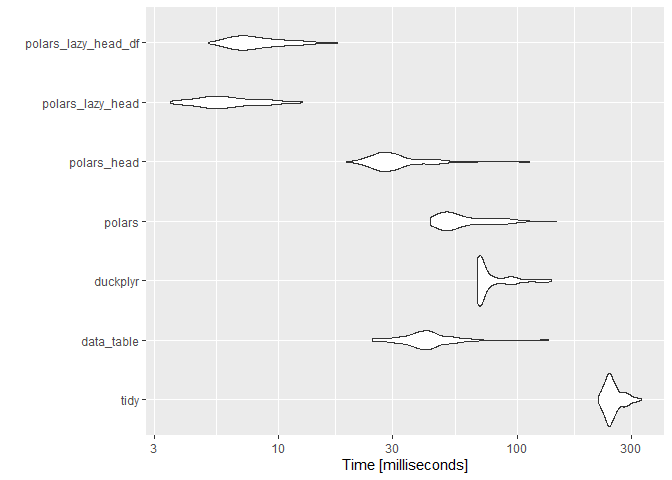 polars_lazy_head_df
polars_lazy_head
polars_head
polars
duckplyr
data_table
tidy
3 10 30 100 300
Time [milliseconds]